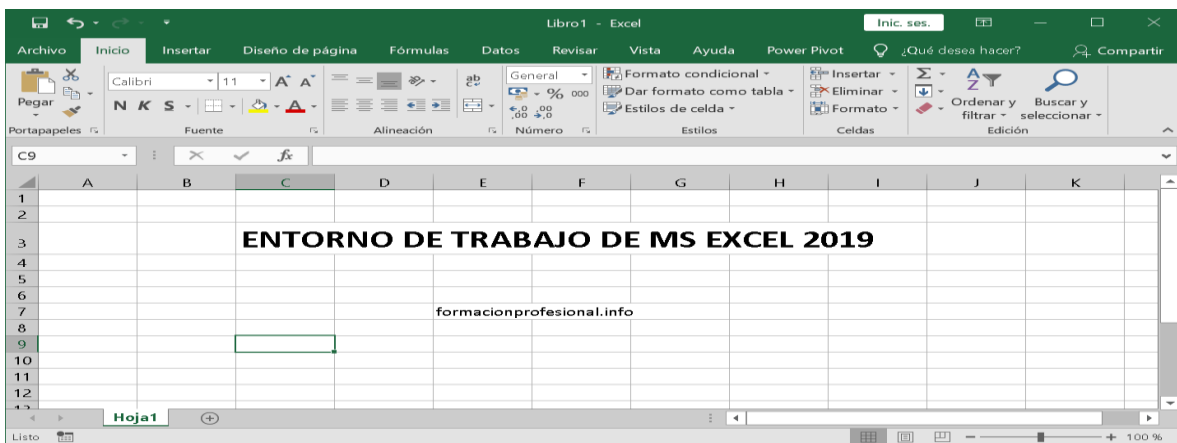 Libro1 - Excel Inic. ses.
Archivo Inicio Insertar Diseño de página Fórmulas Datos Revisar Vista Ayuda Power Pivot ¿Qué desea hacer? Compartir
Pegar
Calibri 11 A A
N K S A
ab
General
% 000
Formato condicional
Dar formato como tabla
Estilos de celda
Insertar
Eliminar
Formato
Σ
Ordenar y filtrar
Buscar y seleccionar
Portapapeles Fuente Alineación Número Estilos Celdas Edición
C9 fx
A B C D E F G H I J K
1
2
3 ENTORNO DE TRABAJO DE MS EXCEL 2019
4
5
6
7 formacionprofesional.info
8
9
10
11
12
Hoja1
Listo 100 %